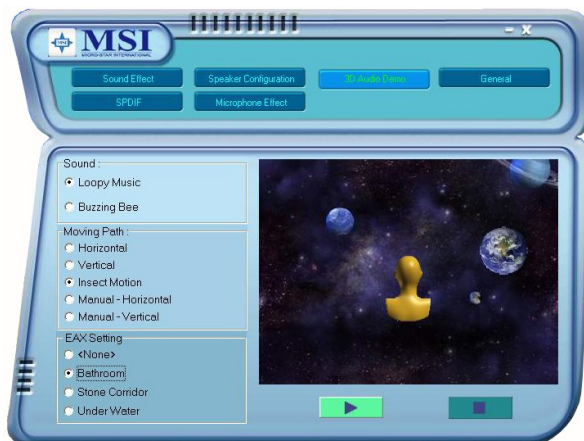 MSI
MICRO-STAR INTERNATIONAL
- x
Sound Effect
Speaker Configuration
3D Audio Demo
General
SPDIF
Microphone Effect
Sound :
Loopy Music
Buzzing Bee
Moving Path :
Horizontal
Vertical
Insect Motion
Manual - Horizontal
Manual - Vertical
EAX Setting
<None>
Bathroom
Stone Corridor
Under Water